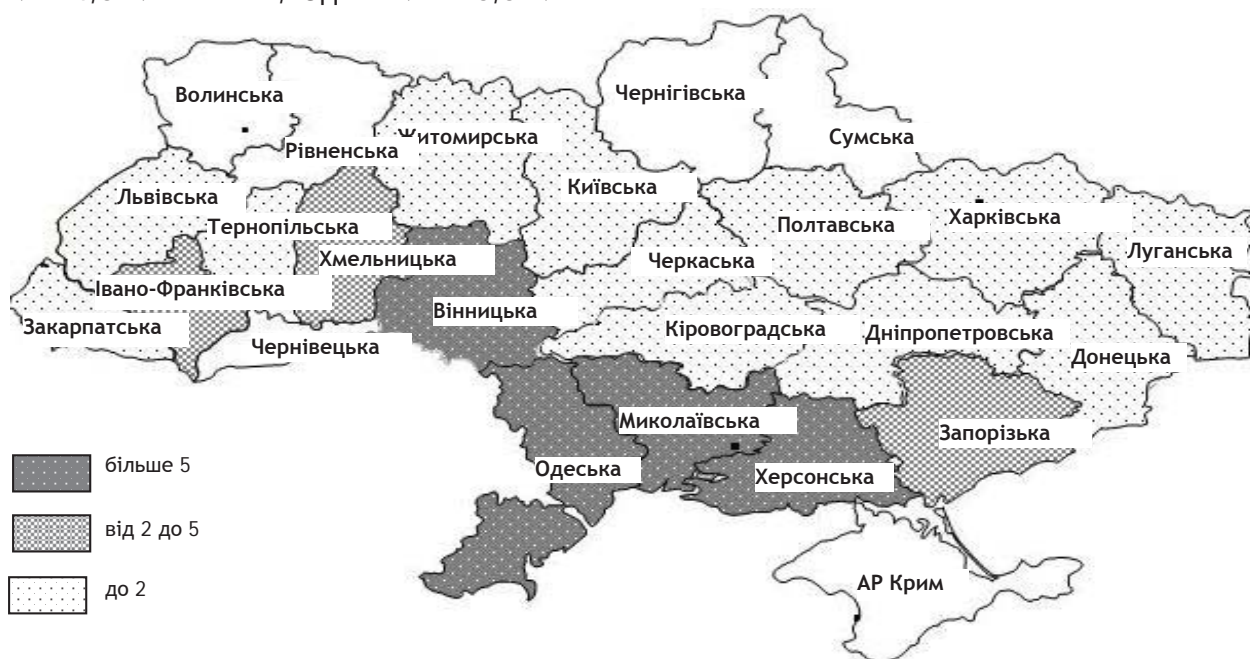 Волинська
Чернігівська
Сумська
Рівненська
Житомирська
Київська
Львівська
Тернопільська
Полтавська
Харківська
Луганська
Хмельницька
Черкаська
Івано-Франківська
Вінницька
Закарпатська
Чернівецька
Кіровоградська
Дніпропетровська
Донецька
Миколаївська
Запорізька
Одеська
Херсонська
АР Крим
більше 5
від 2 до 5
до 2